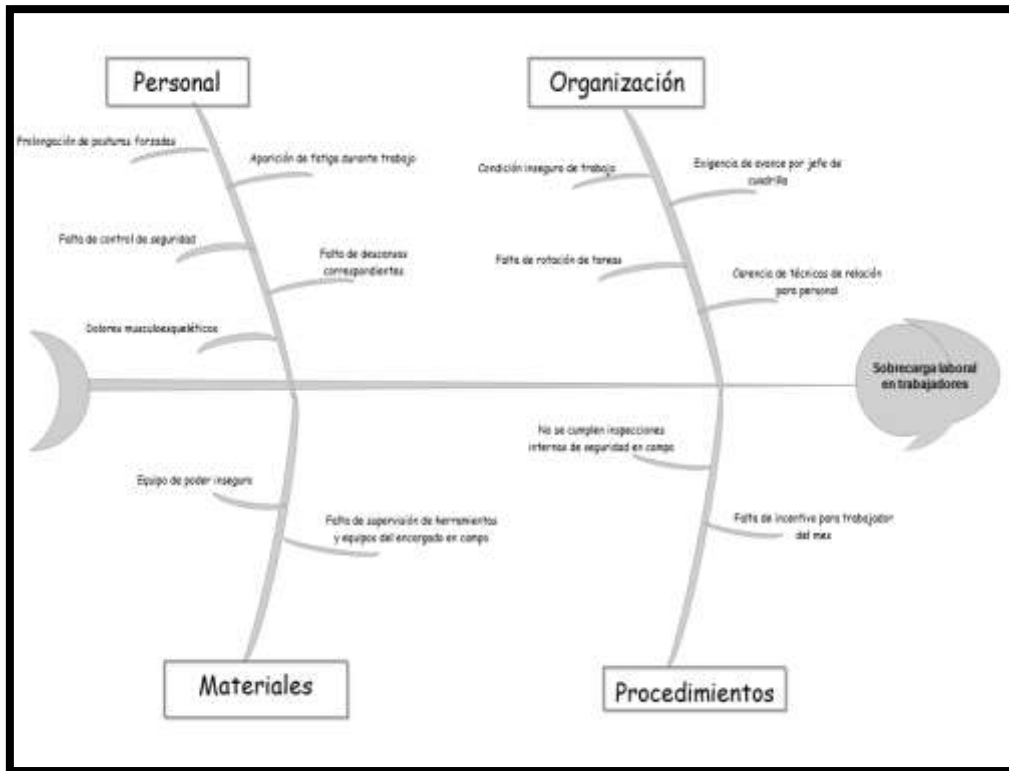 Personal
Organización
Prolongación de posturas forzadas
Aparición de fatiga durante trabajo
Falta de control de seguridad
Falta de descansos
correspondientes
Dolores musculoesqueléticos
Condición insegura de trabajo
Exigencia de avance por jefe de
cuadrilla
Falta de rotación de tareas
Carencia de técnicas de relación
para personal
Sobrecarga laboral
en trabajadores
Equipo de poder inseguro
Falta de supervisión de herramientas
y equipos del encargado en campo
No se cumplen inspecciones
internas de seguridad en campo
Falta de incentivo para trabajador
del mes
Materiales
Procedimientos